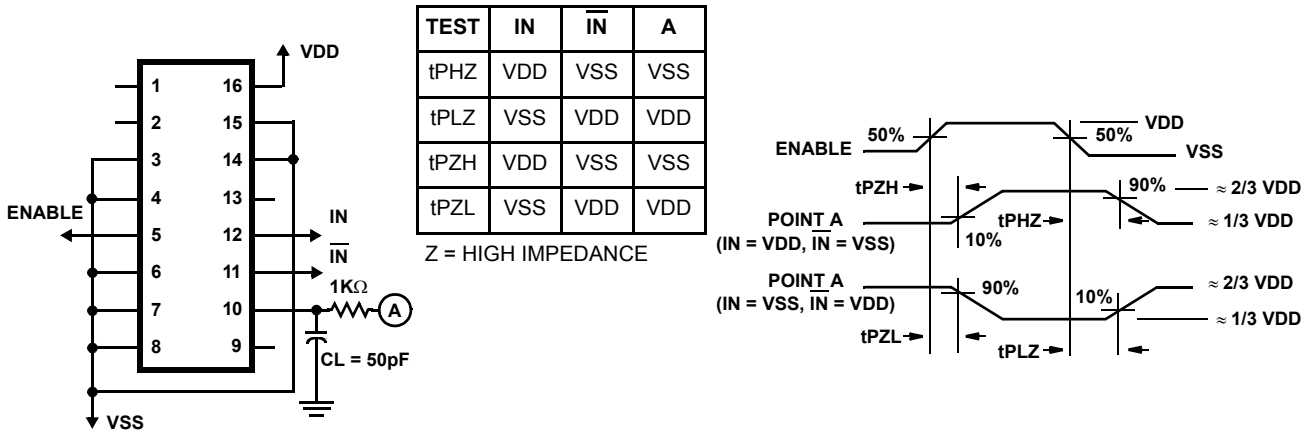 VDD
1 16
2 15
3 14
4 13
5 12
6 11
7 10
8 9
ENABLE
IN
I̅N̅
1KΩ
A
CL = 50pF
VSS
TEST IN I̅N̅ A
tPHZ VDD VSS VSS
tPLZ VSS VDD VDD
tPZH VDD VSS VSS
tPZL VSS VDD VDD
Z = HIGH IMPEDANCE
ENABLE 50% 50% VDD
VSS
tPZH 90% ≈ 2/3 VDD
POINT A tPHZ ≈ 1/3 VDD
(IN = VDD, I̅N̅ = VSS) 10%
POINT A 90% 10% ≈ 2/3 VDD
(IN = VSS, I̅N̅ = VDD) ≈ 1/3 VDD
tPZL tPLZ